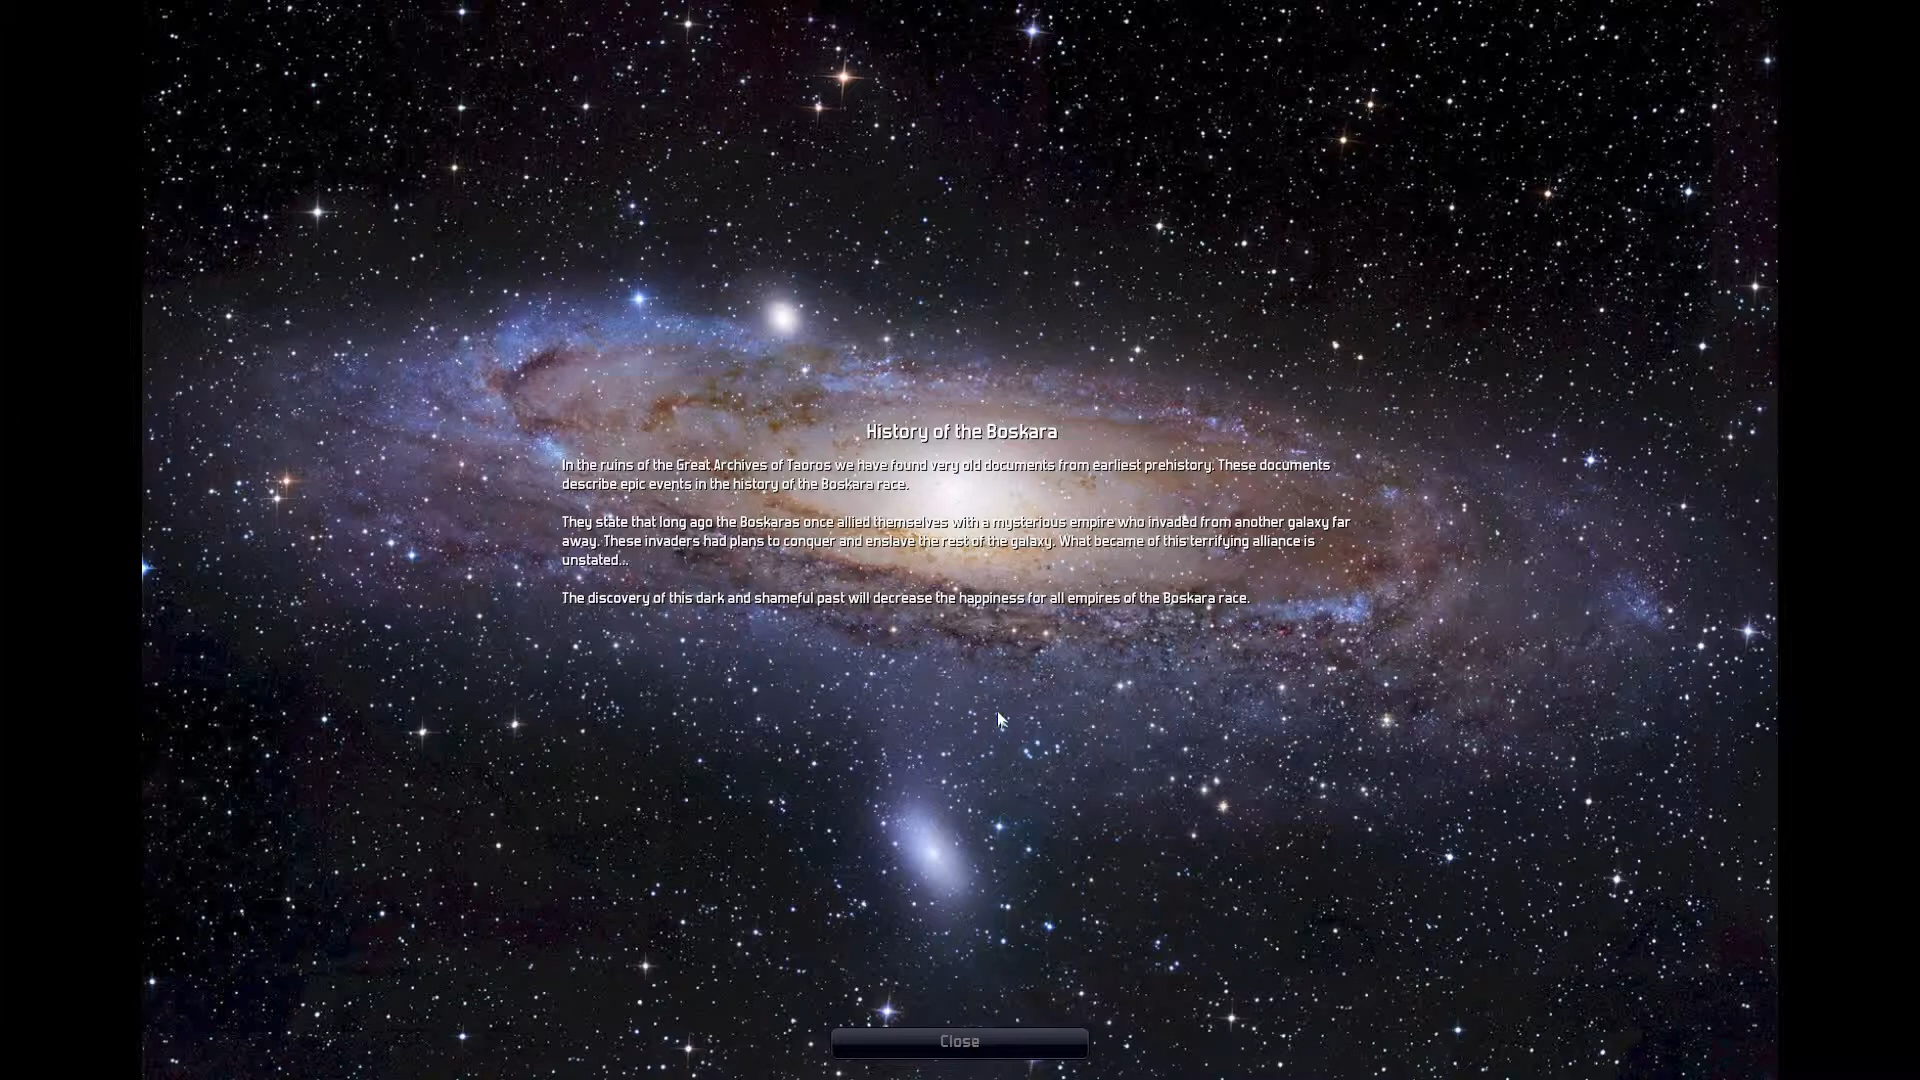 History of the Boskara
In the ruins of the Great Archives of Taoros we have found very old documents from earliest prehistory. These documents
describe epic events in the history of the Boskara race.
They state that long ago the Boskaras once allied themselves with a mysterious empire who invaded from another galaxy far
away. These invaders had plans to conquer and enslave the rest of the galaxy. What became of this terrifying alliance is
unstated...
The discovery of this dark and shameful past will decrease the happiness for all empires of the Boskara race.
Close